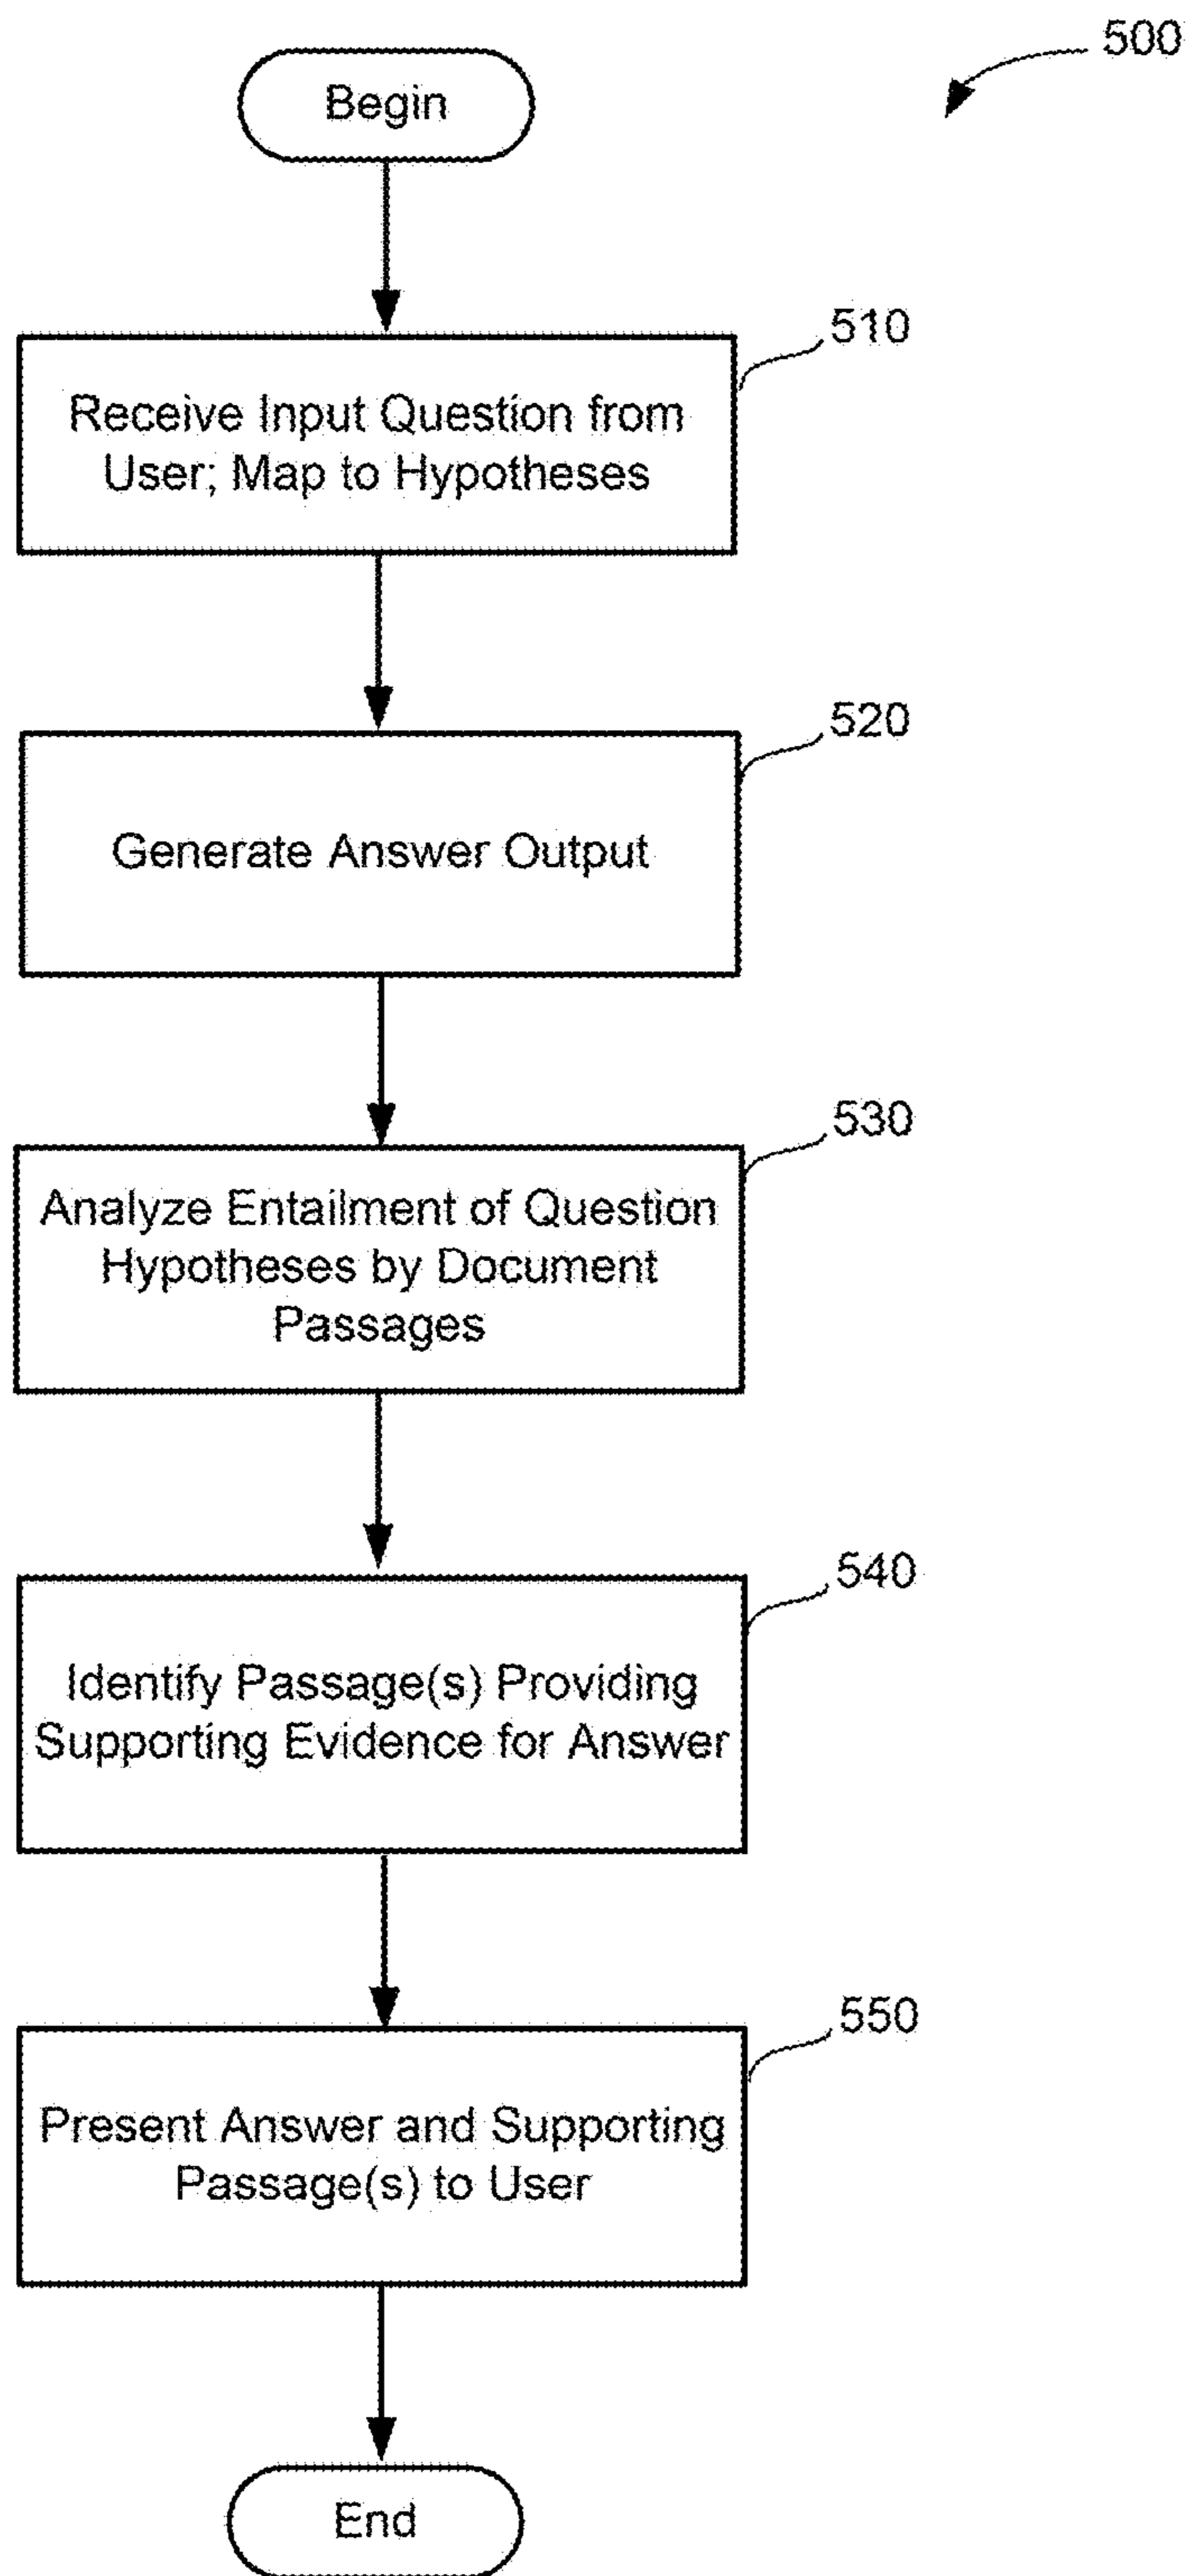 500
Begin
510
Receive Input Question from
User; Map to Hypotheses
520
Generate Answer Output
530
Analyze Entailment of Question
Hypotheses by Document
Passages
540
Identify Passage(s) Providing
Supporting Evidence for Answer
550
Present Answer and Supporting
Passage(s) to User
End